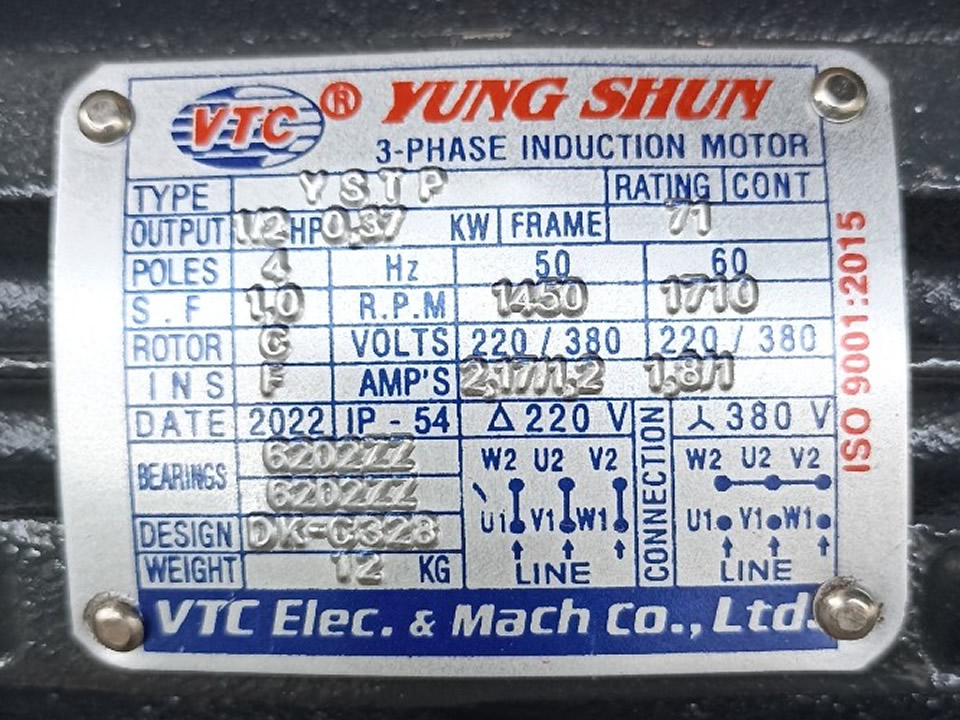 VTC ® YUNG SHUN
3-PHASE INDUCTION MOTOR
TYPE YSTP RATING CONT
OUTPUT 1/2 HP 0.37 KW FRAME 71
POLES 4 Hz 50 60
S.F 1.0 R.P.M 1450 1710
ROTOR C VOLTS 220/380 220/380
INS F AMP'S 2,17/1,2 1,8/1
DATE 2022 IP-54 Δ 220 V CONNECTION 人 380 V
BEARINGS 6202ZZ W2 U2 V2 W2 U2 V2
6202ZZ
DESIGN DK-C328 U1 V1 W1 U1 V1 W1
WEIGHT 12 KG LINE LINE
VTC Elec. & Mach Co., Ltd.
ISO 9001:2015